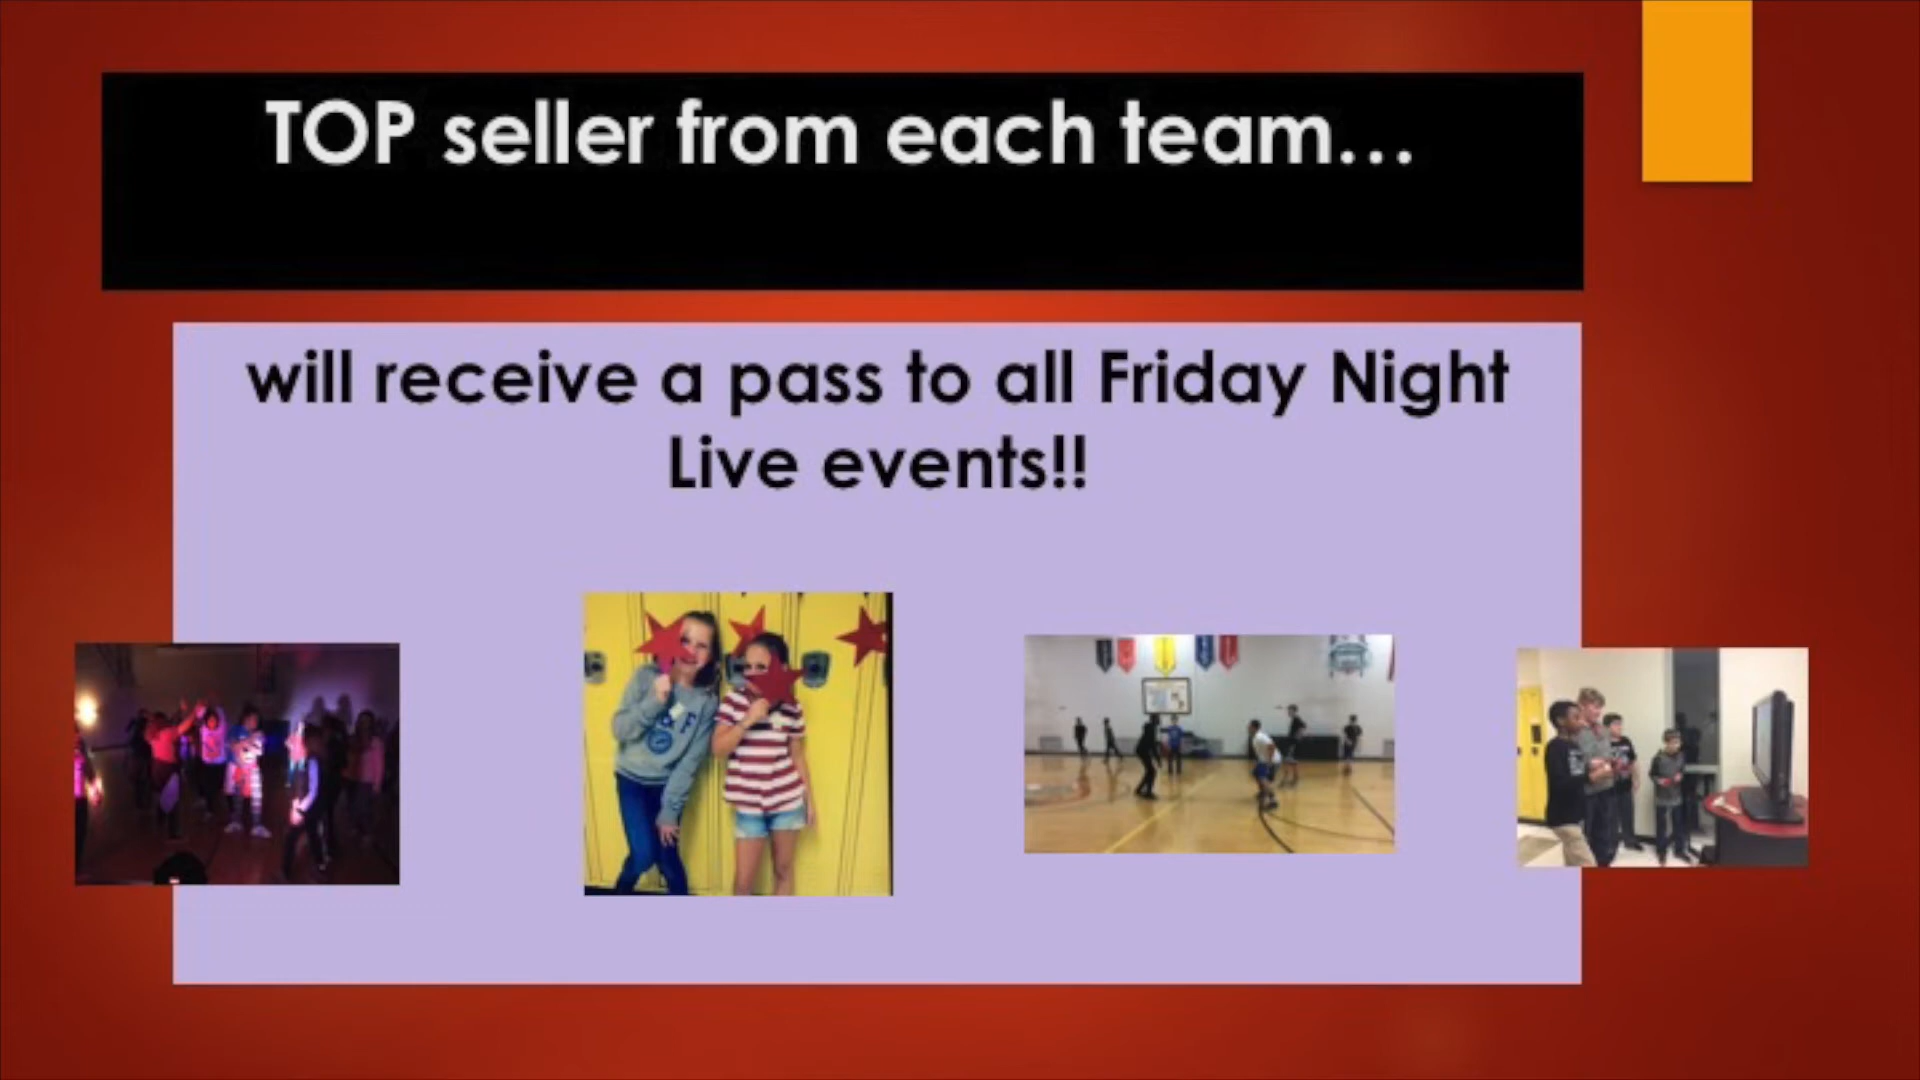 TOP seller from each team...
will receive a pass to all Friday Night
Live events!!